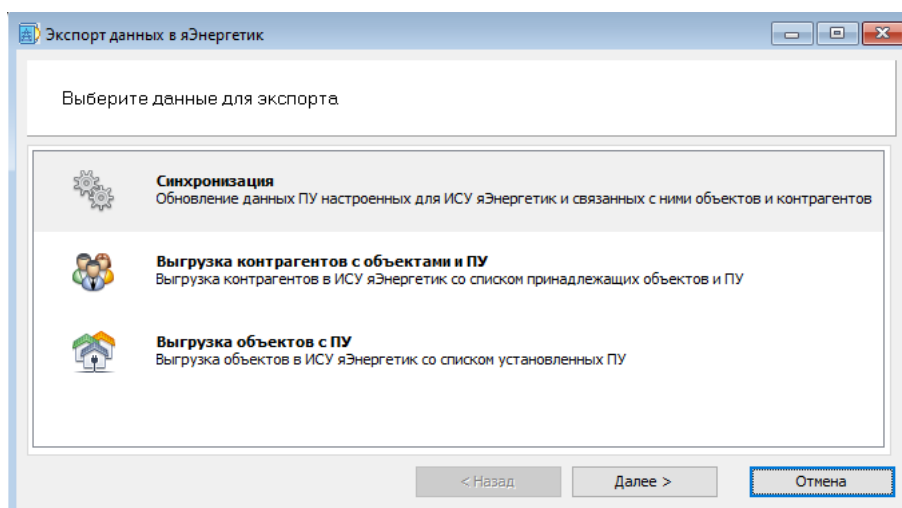 Экспорт данных в яЭнергетик
Выберите данные для экспорта
Синхронизация
Обновление данных ПУ настроенных для ИСУ яЭнергетик и связанных с ними объектов и контрагентов
Выгрузка контрагентов с объектами и ПУ
Выгрузка контрагентов в ИСУ яЭнергетик со списком принадлежащих объектов и ПУ
Выгрузка объектов с ПУ
Выгрузка объектов в ИСУ яЭнергетик со списком установленных ПУ
< Назад Далее > Отмена